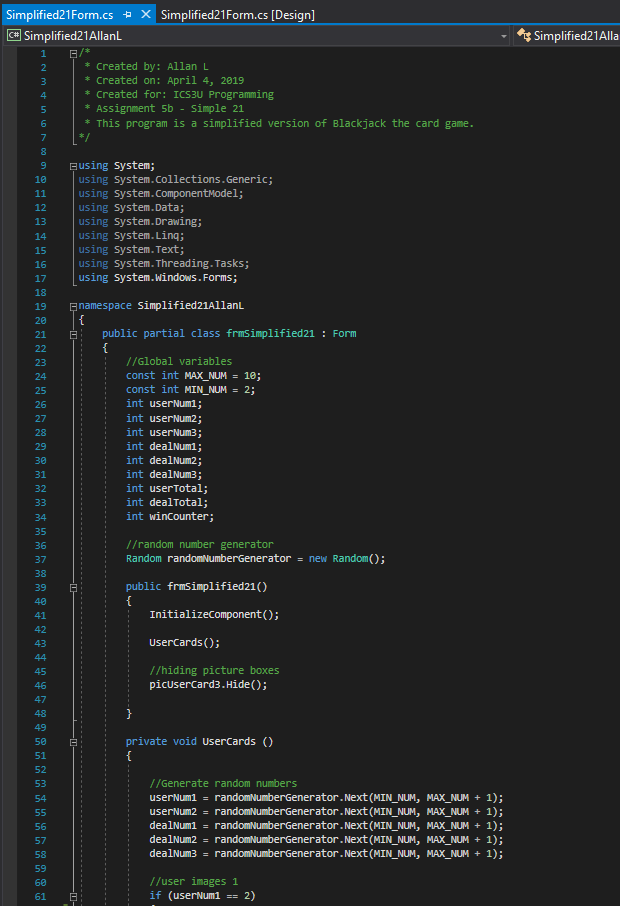 Simplified21Form.cs Simplified21Form.cs [Design]
C# Simplified21AllanL Simplified21Alla
1 /*
2 * Created by: Allan L
3 * Created on: April 4, 2019
4 * Created for: ICS3U Programming
5 * Assignment 5b - Simple 21
6 * This program is a simplified version of Blackjack the card game.
7 */
8
9 using System;
10 using System.Collections.Generic;
11 using System.ComponentModel;
12 using System.Data;
13 using System.Drawing;
14 using System.Linq;
15 using System.Text;
16 using System.Threading.Tasks;
17 using System.Windows.Forms;
18
19 namespace Simplified21AllanL
20 {
21 public partial class frmSimplified21 : Form
22 {
23 //Global variables
24 const int MAX_NUM = 10;
25 const int MIN_NUM = 2;
26 int userNum1;
27 int userNum2;
28 int userNum3;
29 int dealNum1;
30 int dealNum2;
31 int dealNum3;
32 int userTotal;
33 int dealTotal;
34 int winCounter;
35
36 //random number generator
37 Random randomNumberGenerator = new Random();
38
39 public frmSimplified21()
40 {
41 InitializeComponent();
42
43 UserCards();
44
45 //hiding picture boxes
46 picUserCard3.Hide();
47
48 }
49
50 private void UserCards ()
51 {
52
53 //Generate random numbers
54 userNum1 = randomNumberGenerator.Next(MIN_NUM, MAX_NUM + 1);
55 userNum2 = randomNumberGenerator.Next(MIN_NUM, MAX_NUM + 1);
56 dealNum1 = randomNumberGenerator.Next(MIN_NUM, MAX_NUM + 1);
57 dealNum2 = randomNumberGenerator.Next(MIN_NUM, MAX_NUM + 1);
58 dealNum3 = randomNumberGenerator.Next(MIN_NUM, MAX_NUM + 1);
59
60 //user images 1
61 if (userNum1 == 2)